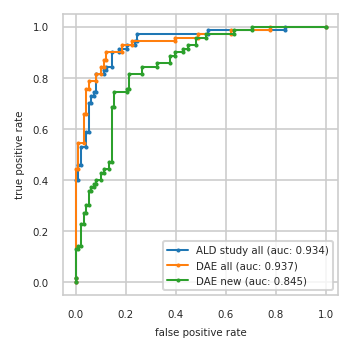 1.0
0.8
0.6
0.4
0.2
0.0
true positive rate
ALD study all (auc: 0.934)
DAE all (auc: 0.937)
DAE new (auc: 0.845)
0.0 0.2 0.4 0.6 0.8 1.0
false positive rate